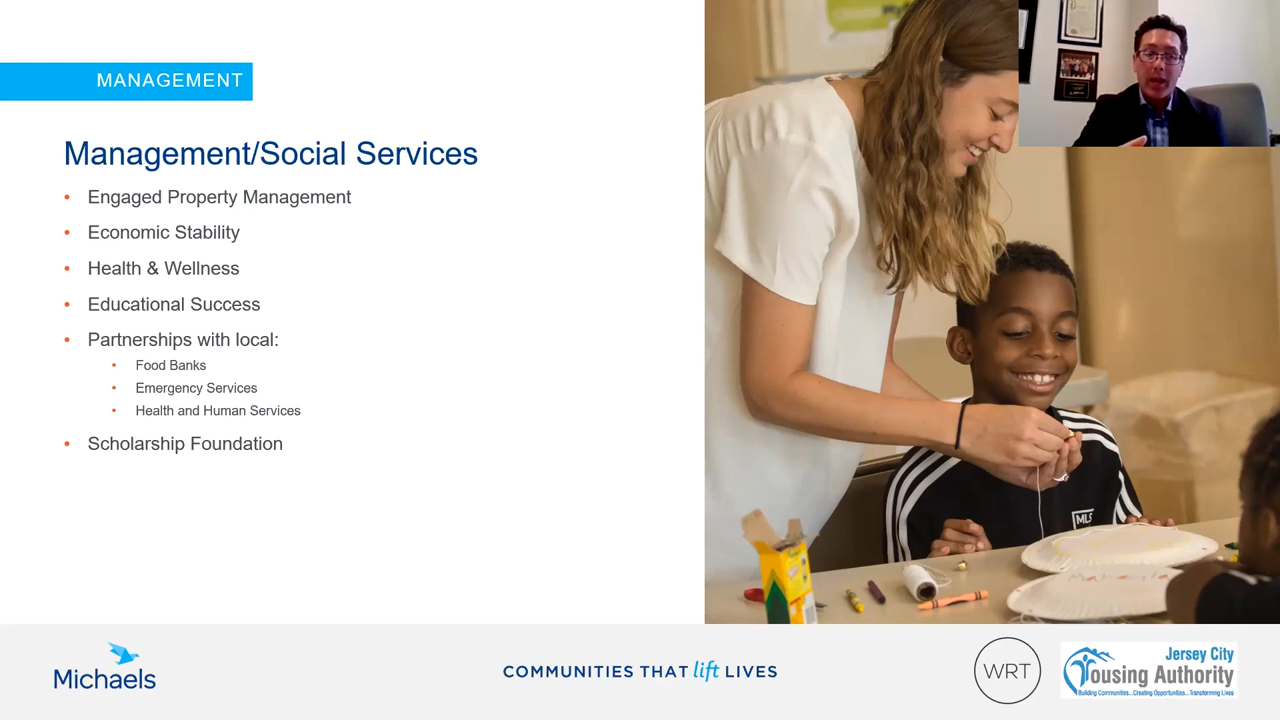 MANAGEMENT
Management/Social Services
• Engaged Property Management
• Economic Stability
• Health & Wellness
• Educational Success
• Partnerships with local:
• Food Banks
• Emergency Services
• Health and Human Services
• Scholarship Foundation
MLS
Michaels
COMMUNITIES THAT lift LIVES
WRT
Jersey City
ousing Authority
Building Communities...Creating Opportunities...Transforming Lives